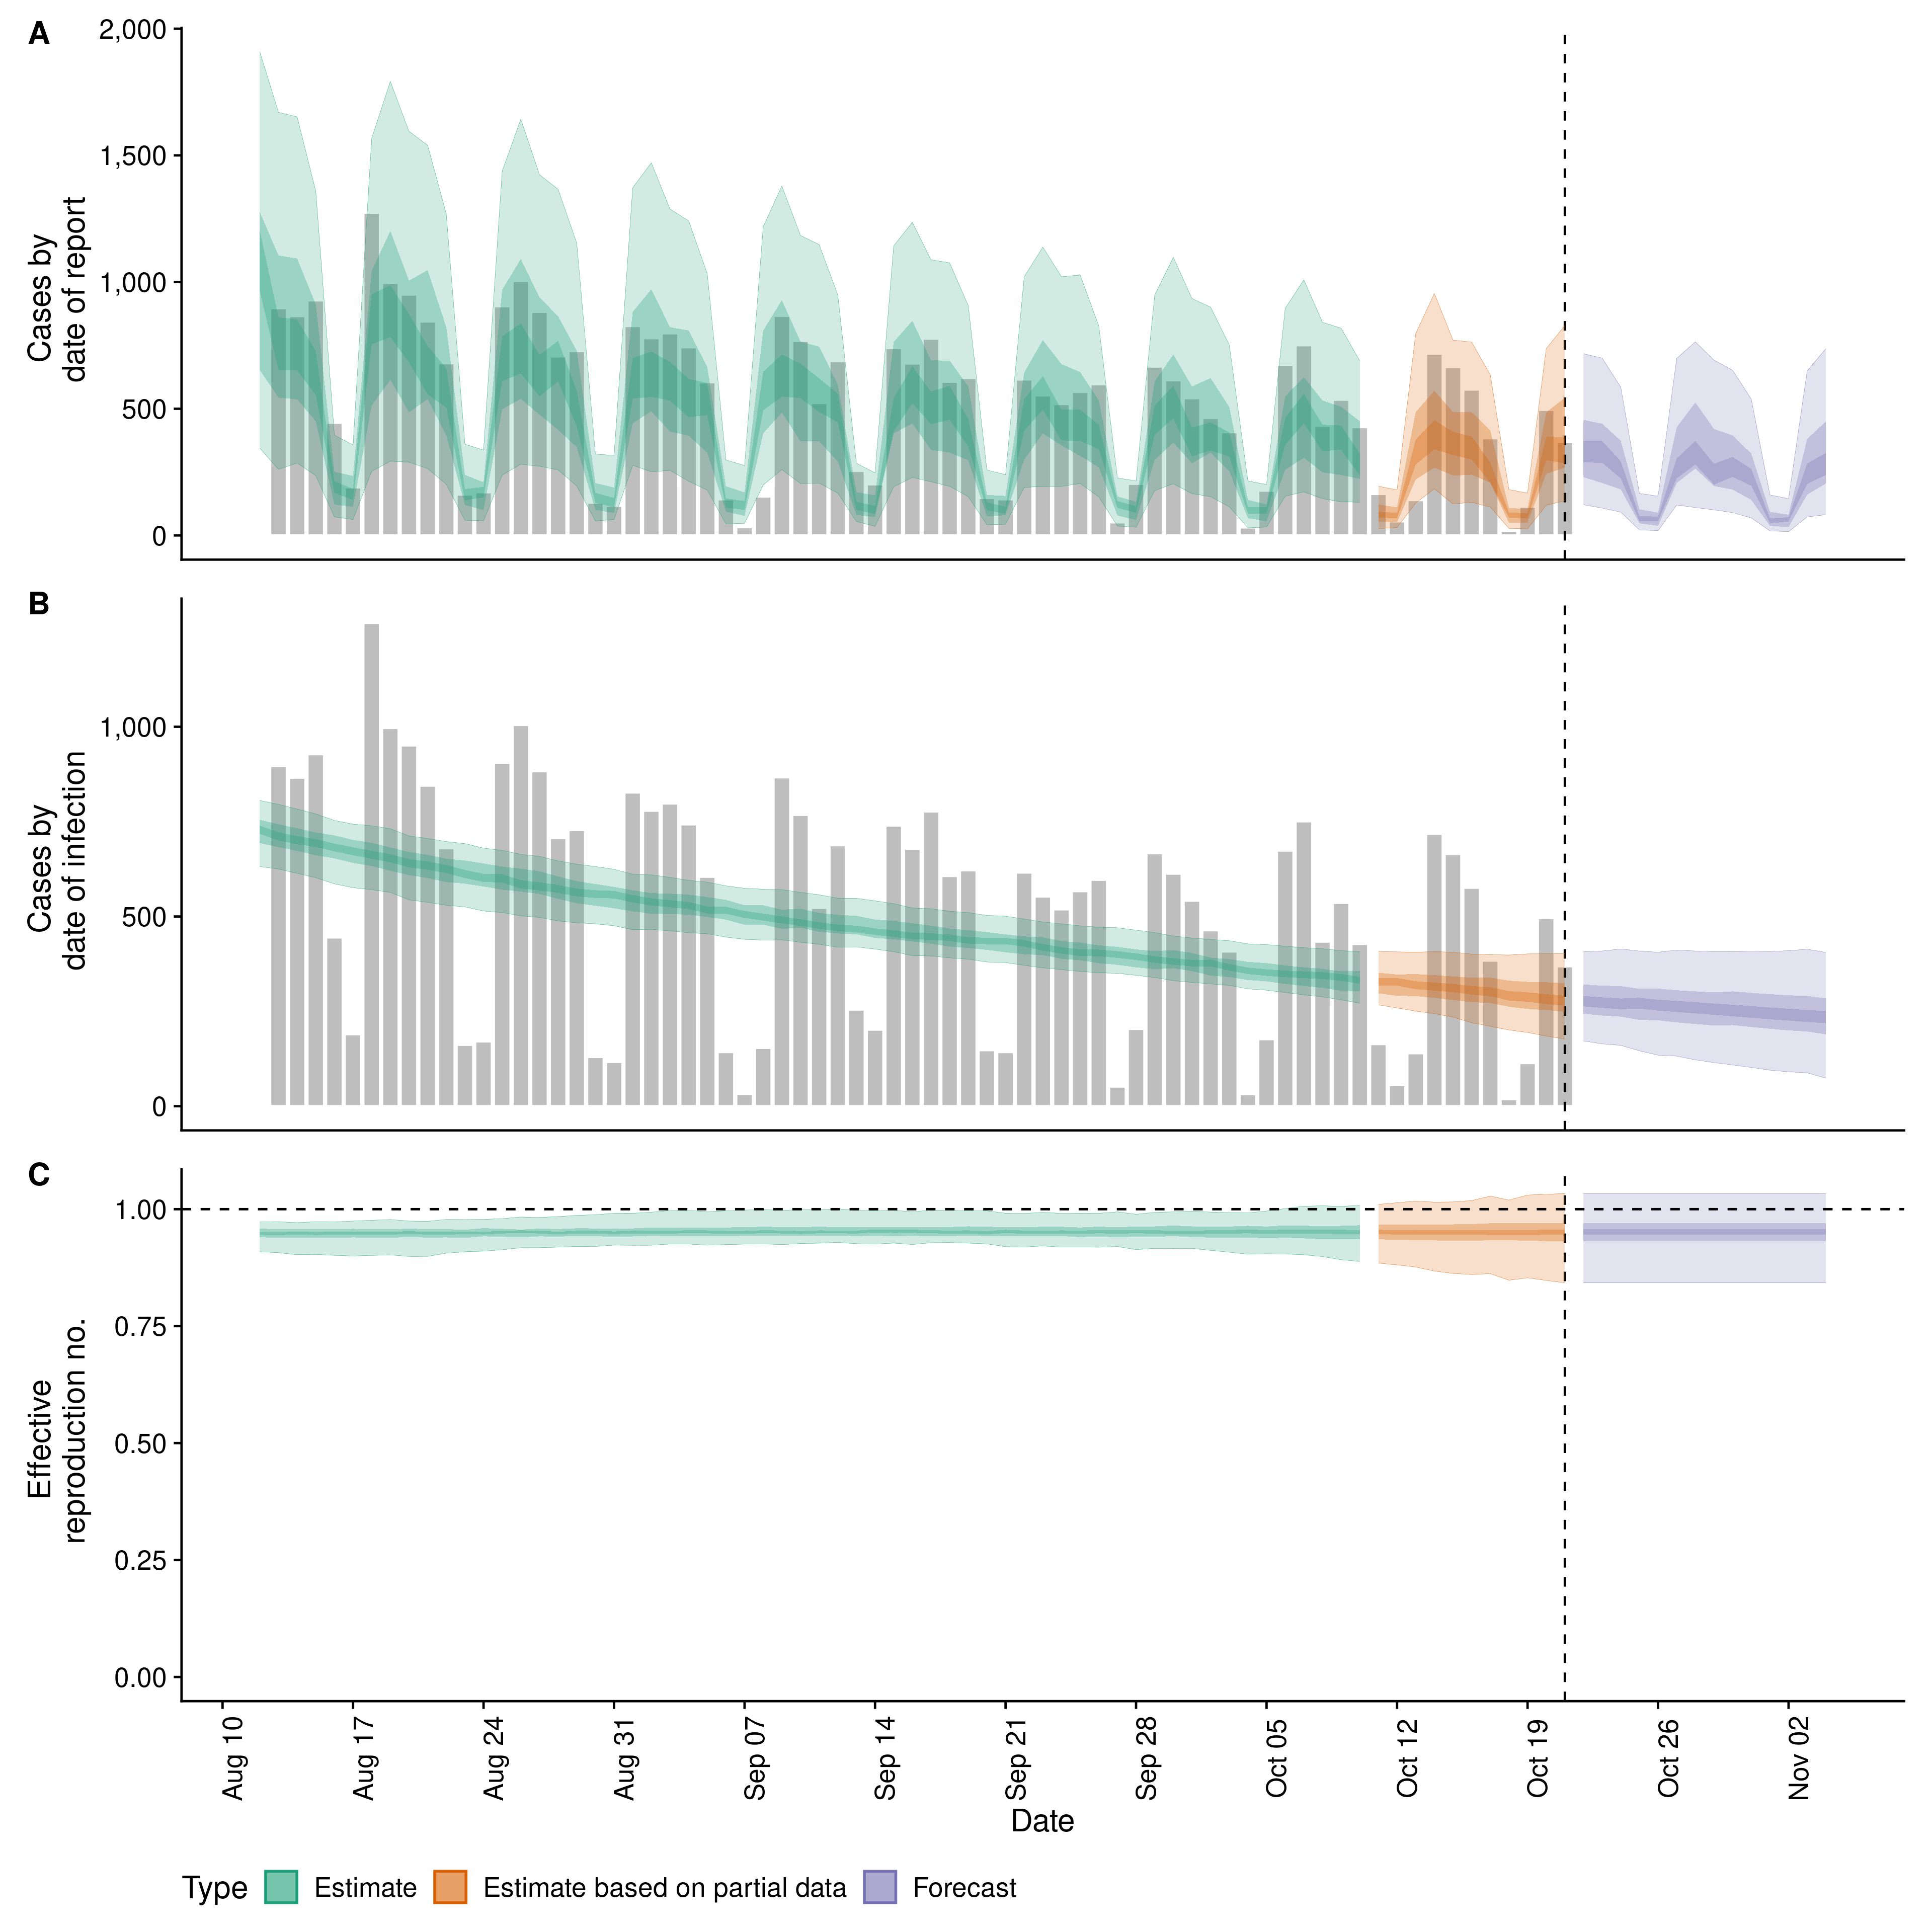 A
2,000
1,500
1,000
500
0
Cases by
date of report
B
1,000
500
0
Cases by
date of infection
C
1.00
0.75
0.50
0.25
0.00
Effective
reproduction no.
Aug 10
Aug 17
Aug 24
Aug 31
Sep 07
Sep 14
Sep 21
Sep 28
Oct 05
Oct 12
Oct 19
Oct 26
Nov 02
Date
Type Estimate Estimate based on partial data Forecast